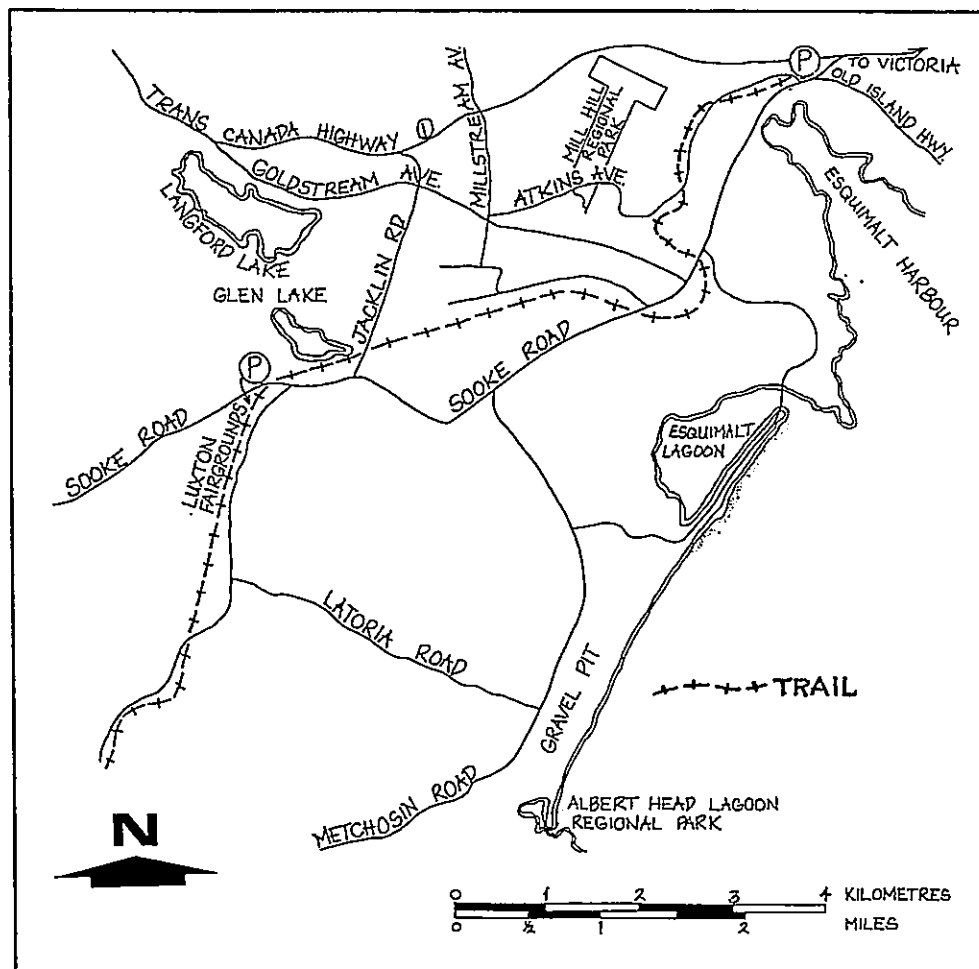 P
TO VICTORIA
OLD ISLAND HWY.
TRANS
CANADA HIGHWAY
1
MILLSTREAM AV.
MILL HILL
REGIONAL
PARK
GOLDSTREAM AVE.
ATKINS AVE.
LANGFORD LAKE
ESQUIMALT HARBOUR
GLEN LAKE
JACKLIN RD
P
SOOKE ROAD
SOOKE ROAD
LUXTON
FAIRGROUNDS
ESQUIMALT
LAGOON
LATORIA ROAD
GRAVEL PIT
TRAIL
METCHOSIN ROAD
ALBERT HEAD LAGOON
REGIONAL PARK
N
0 1 2 3 4 KILOMETRES
0 ½ 1 2 MILES